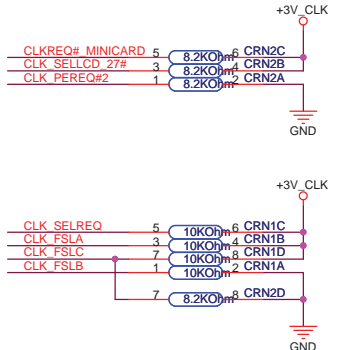 +3V_CLK
CLKREQ#_MINICARD 5 8.2KOhm 6 CRN2C
CLK_SELLCD_27# 3 8.2KOhm 4 CRN2B
CLK_PEREQ#2 1 8.2KOhm 2 CRN2A
GND
+3V_CLK
CLK_SELREQ 5 10KOhm 6 CRN1C
CLK_FSLA 3 10KOhm 4 CRN1B
CLK_FSLC 7 10KOhm 8 CRN1D
CLK_FSLB 1 10KOhm 2 CRN1A
7 8.2KOhm 8 CRN2D
GND